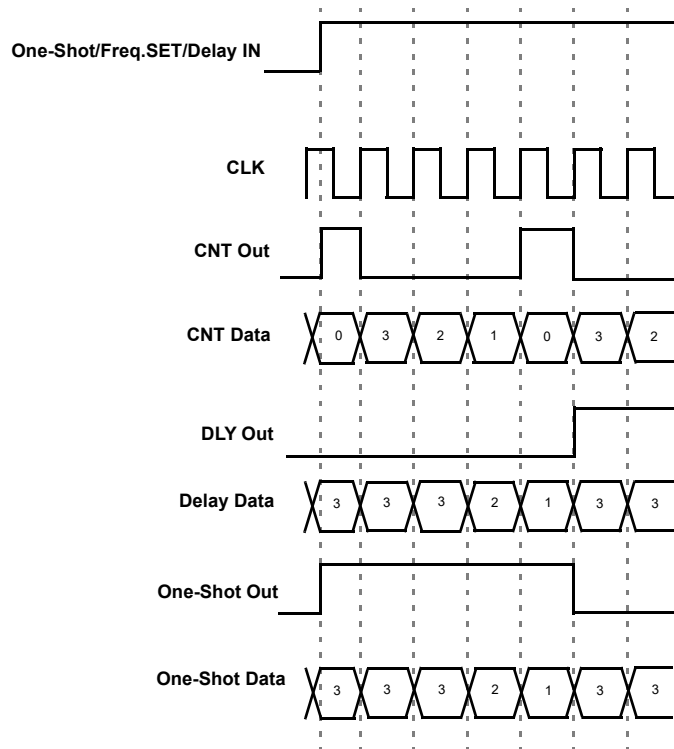 One-Shot/Freq.SET/Delay IN
CLK
CNT Out
CNT Data 0 3 2 1 0 3 2
DLY Out
Delay Data 3 3 3 2 1 3 3
One-Shot Out
One-Shot Data 3 3 3 2 1 3 3